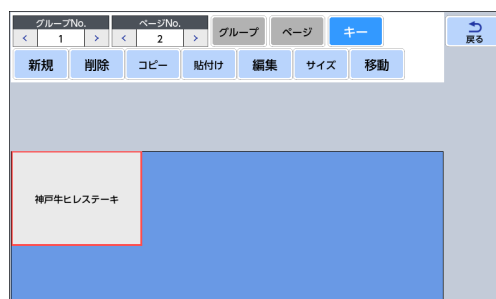 グループNo. ページNo.
< 1 > < 2 > グループ ページ キー 戻る
新規 削除 コピー 貼付け 編集 サイズ 移動
神戸牛ヒレステーキ